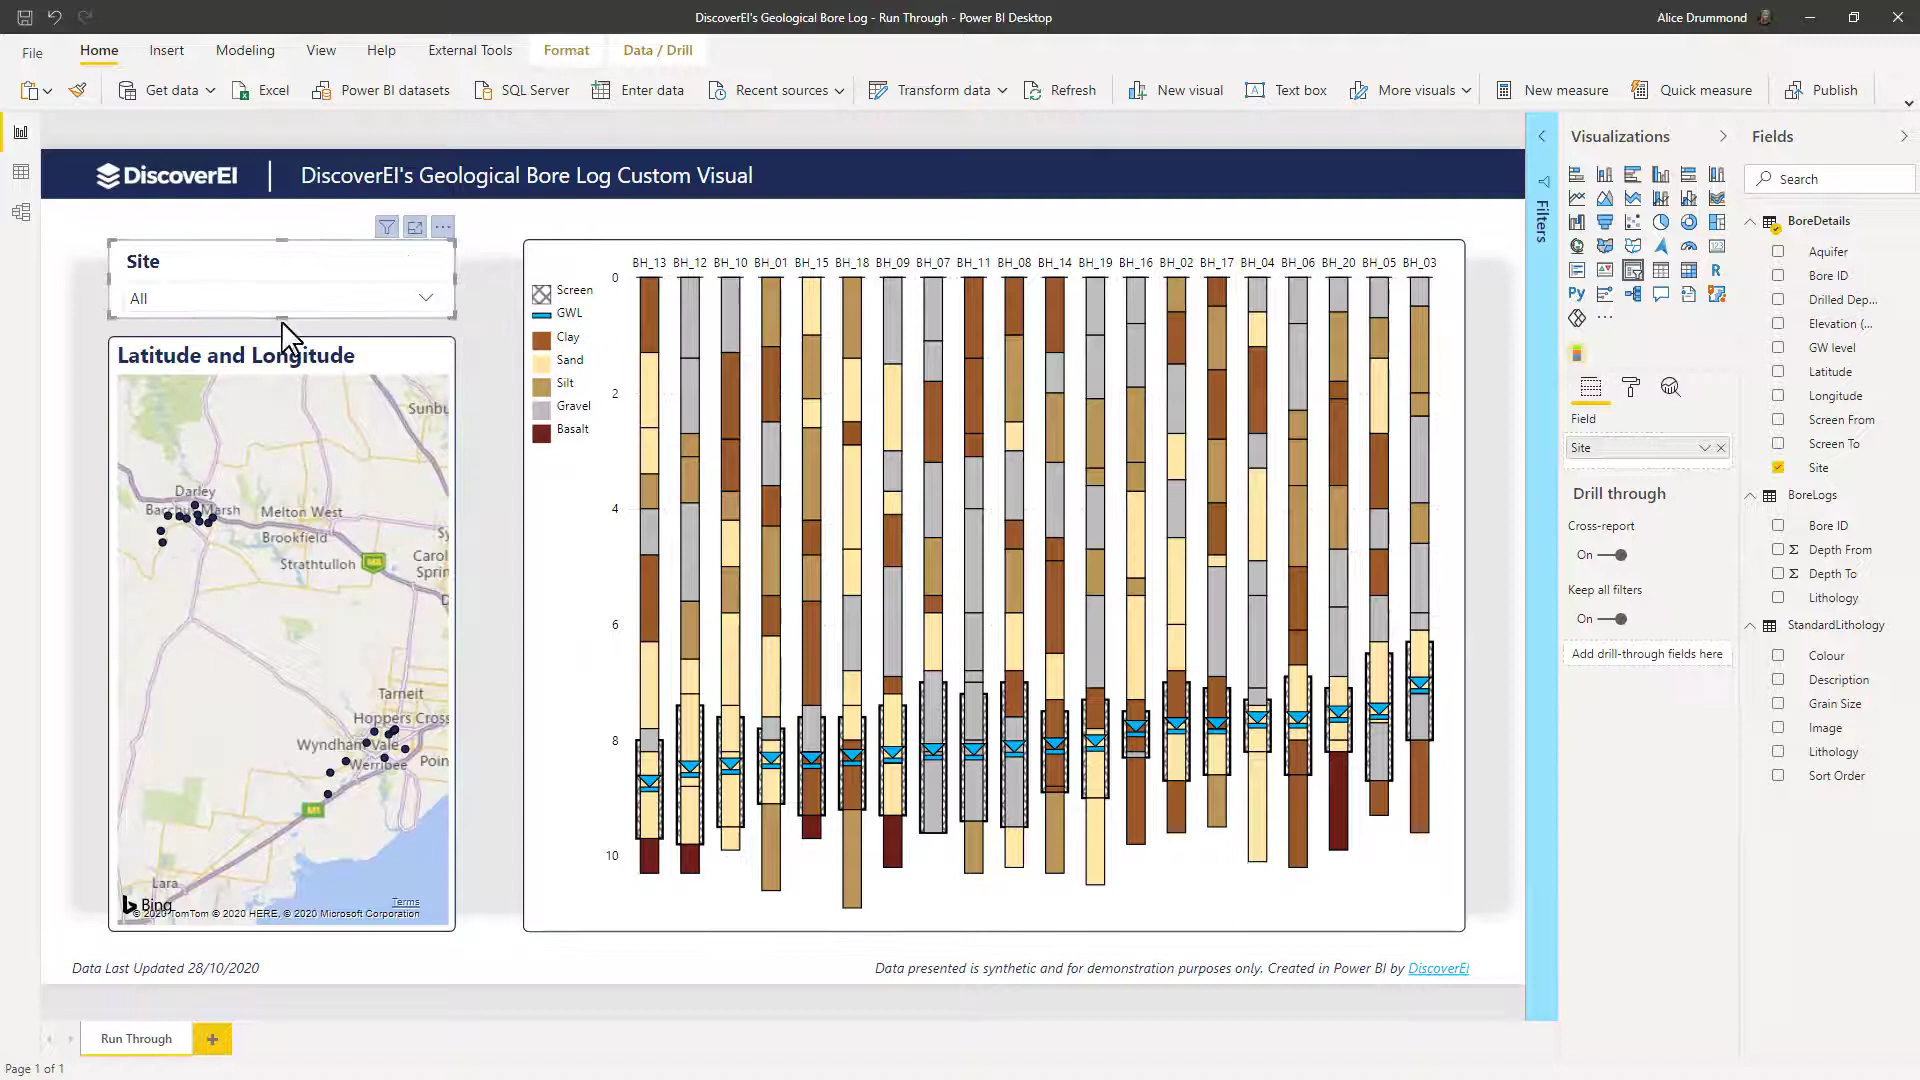 DiscoverEI's Geological Bore Log - Run Through - Power BI Desktop
Alice Drummond
File
Home
Insert
Modeling
View
Help
External Tools
Format
Data / Drill
Get data
Excel
Power BI datasets
SQL Server
Enter data
Recent sources
Transform data
Refresh
New visual
Text box
More visuals
New measure
Quick measure
Publish
DiscoverEI
DiscoverEI's Geological Bore Log Custom Visual
Site
All
Latitude and Longitude
Sunbu
Darley
Bacchus Marsh
Melton West
Brookfield
Strathtulloh
M8
Sy
Carol
Sprin
D
Tarneit
Hoppers Cross
Wyndham Vale
Werribee
Poin
M1
Lara
Bing
Terms
© 2020 TomTom © 2020 HERE, © 2020 Microsoft Corporation
BH_13 BH_12 BH_10 BH_01 BH_15 BH_18 BH_09 BH_07 BH_11 BH_08 BH_14 BH_19 BH_16 BH_02 BH_17 BH_04 BH_06 BH_20 BH_05 BH_03
0
2
4
6
8
10
Screen
GWL
Clay
Sand
Silt
Gravel
Basalt
Data Last Updated 28/10/2020
Data presented is synthetic and for demonstration purposes only. Created in Power BI by DiscoverEI
Filters
Visualizations
R
Py
123
Field
Site
Drill through
Cross-report
On
Keep all filters
On
Add drill-through fields here
Fields
Search
BoreDetails
Aquifer
Bore ID
Drilled Dep...
Elevation (...
GW level
Latitude
Longitude
Screen From
Screen To
Site
BoreLogs
Bore ID
Σ Depth From
Σ Depth To
Lithology
StandardLithology
Colour
Description
Grain Size
Image
Lithology
Sort Order
Run Through
Page 1 of 1